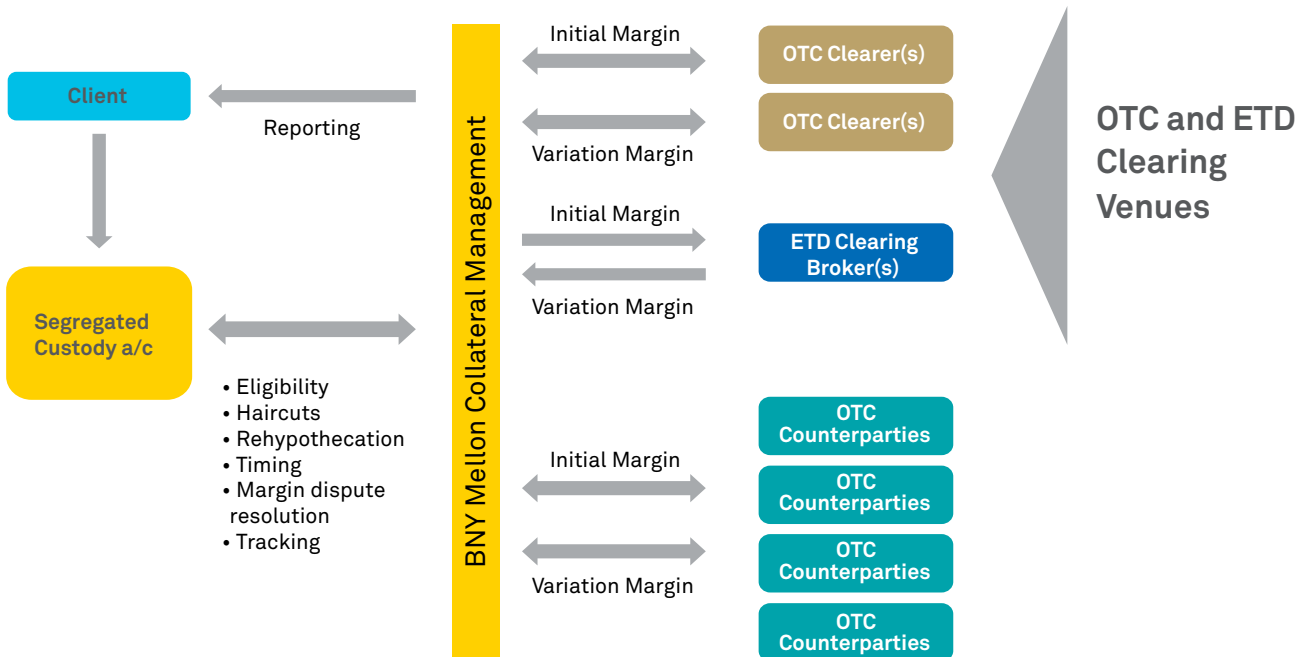 Client
Reporting
Segregated
Custody a/c
• Eligibility
• Haircuts
• Rehypothecation
• Timing
• Margin dispute
resolution
• Tracking
BNY Mellon Collateral Management
Initial Margin
Variation Margin
Initial Margin
Variation Margin
Initial Margin
Variation Margin
OTC Clearer(s)
OTC Clearer(s)
ETD Clearing
Broker(s)
OTC
Counterparties
OTC
Counterparties
OTC
Counterparties
OTC
Counterparties
OTC and ETD
Clearing
Venues